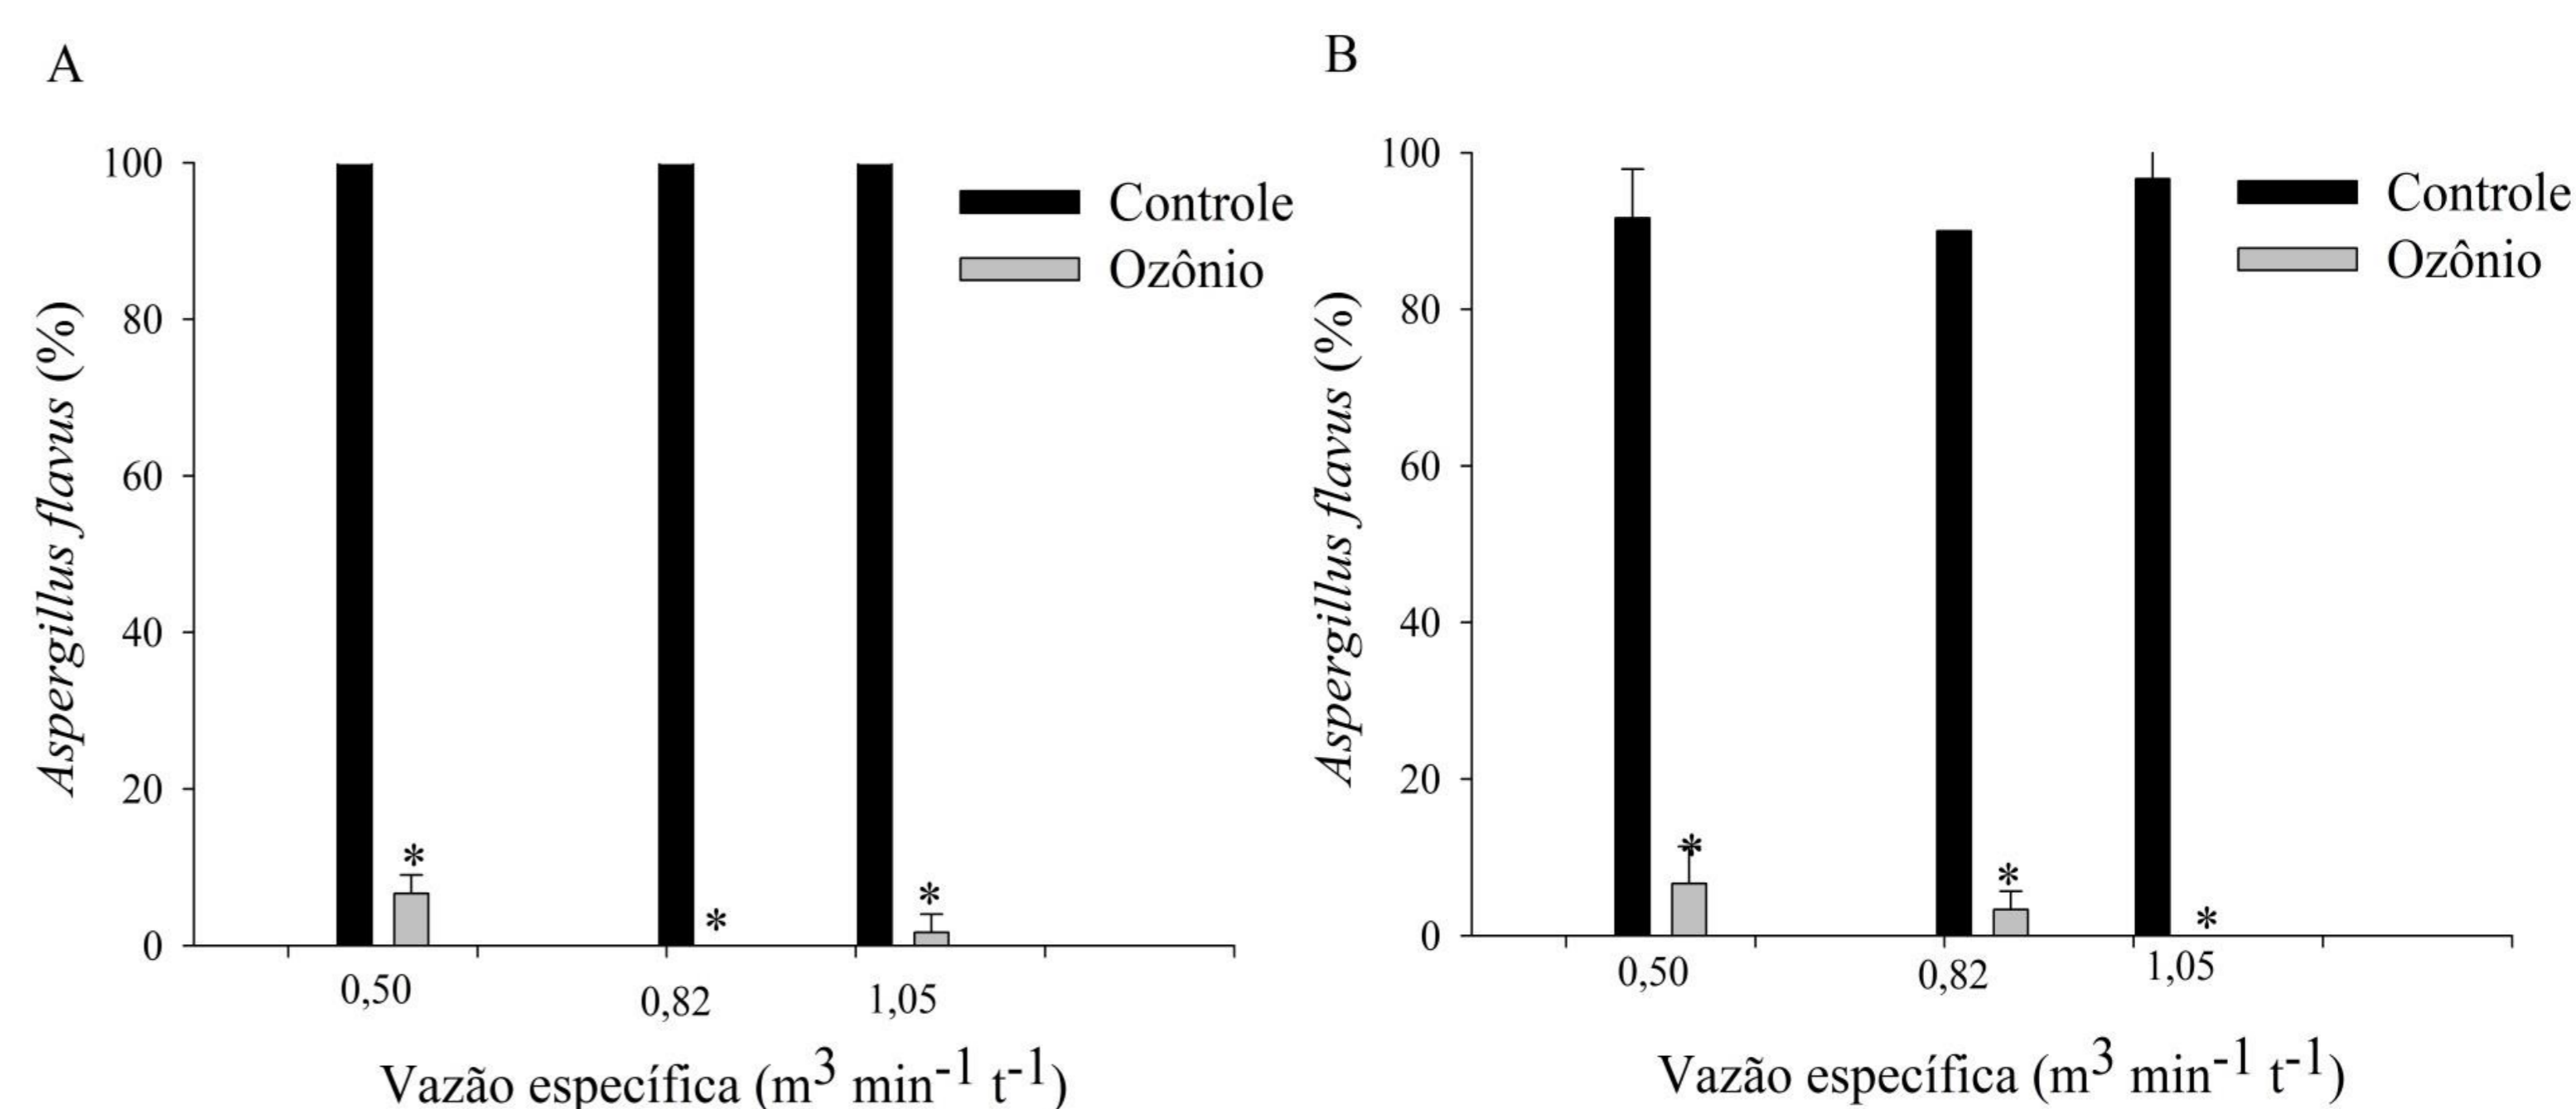 A
100
80
60
40
20
0
Aspergillus flavus (%)
Controle
Ozônio
*
*
*
0,50
0,82
1,05
Vazão específica (m³ min⁻¹ t⁻¹)
B
100
80
60
40
20
0
Aspergillus flavus (%)
Controle
Ozônio
*
*
*
0,50
0,82
1,05
Vazão específica (m³ min⁻¹ t⁻¹)